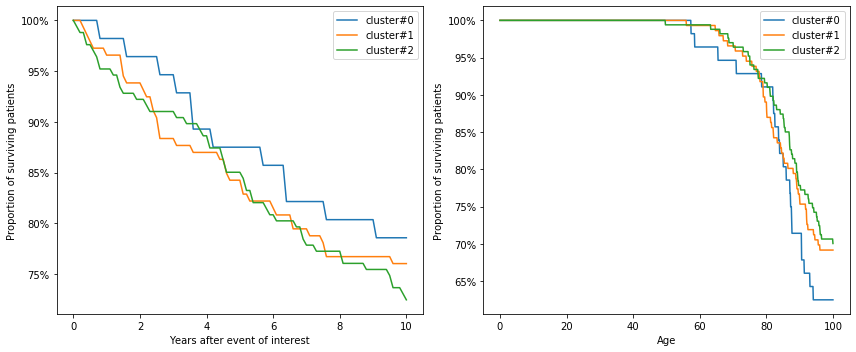 100%
95%
90%
85%
80%
75%
0
2
4
6
8
10
Years after event of interest
Proportion of surviving patients
cluster#0
cluster#1
cluster#2
100%
95%
90%
85%
80%
75%
70%
65%
0
20
40
60
80
100
Age
Proportion of surviving patients
cluster#0
cluster#1
cluster#2